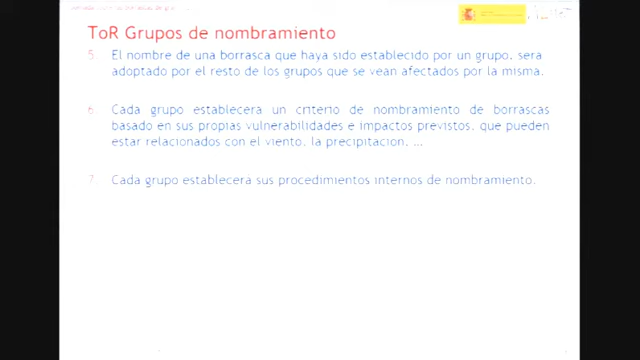 ToR Grupos de nombramiento
5. El nombre de una borrasca que haya sido establecido por un grupo, sera
adoptado por el resto de los grupos que se vean afectados por la misma.
6. Cada grupo establecera un criterio de nombramiento de borrascas
basado en sus propias vulnerabilidades e impactos previstos, que pueden
estar relacionados con el viento, la precipitacion, ...
7. Cada grupo establecera sus procedimientos internos de nombramiento.